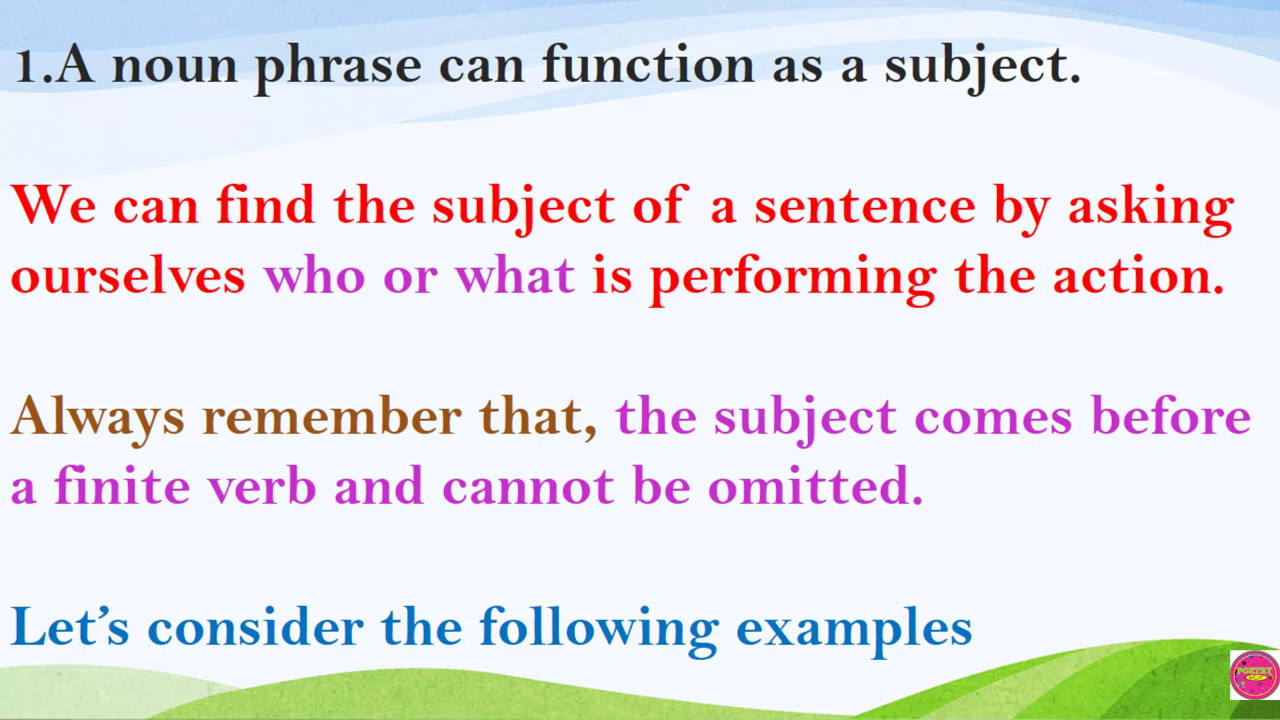 1.A noun phrase can function as a subject.
We can find the subject of a sentence by asking
ourselves who or what is performing the action.
Always remember that, the subject comes before
a finite verb and cannot be omitted.
Let’s consider the following examples
POETRY